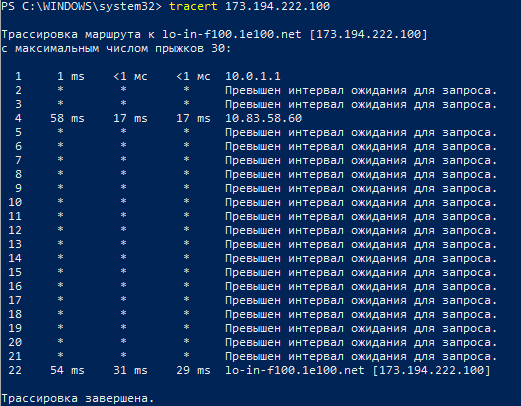 PS C:\WINDOWS\system32> tracert 173.194.222.100
Трассировка маршрута к lo-in-f100.1e100.net [173.194.222.100]
с максимальным числом прыжков 30:
1 1 ms <1 мс <1 мс 10.0.1.1
2 * * * Превышен интервал ожидания для запроса.
3 * * * Превышен интервал ожидания для запроса.
4 58 ms 17 ms 17 ms 10.83.58.60
5 * * * Превышен интервал ожидания для запроса.
6 * * * Превышен интервал ожидания для запроса.
7 * * * Превышен интервал ожидания для запроса.
8 * * * Превышен интервал ожидания для запроса.
9 * * * Превышен интервал ожидания для запроса.
10 * * * Превышен интервал ожидания для запроса.
11 * * * Превышен интервал ожидания для запроса.
12 * * * Превышен интервал ожидания для запроса.
13 * * * Превышен интервал ожидания для запроса.
14 * * * Превышен интервал ожидания для запроса.
15 * * * Превышен интервал ожидания для запроса.
16 * * * Превышен интервал ожидания для запроса.
17 * * * Превышен интервал ожидания для запроса.
18 * * * Превышен интервал ожидания для запроса.
19 * * * Превышен интервал ожидания для запроса.
20 * * * Превышен интервал ожидания для запроса.
21 * * * Превышен интервал ожидания для запроса.
22 54 ms 31 ms 29 ms lo-in-f100.1e100.net [173.194.222.100]
Трассировка завершена.